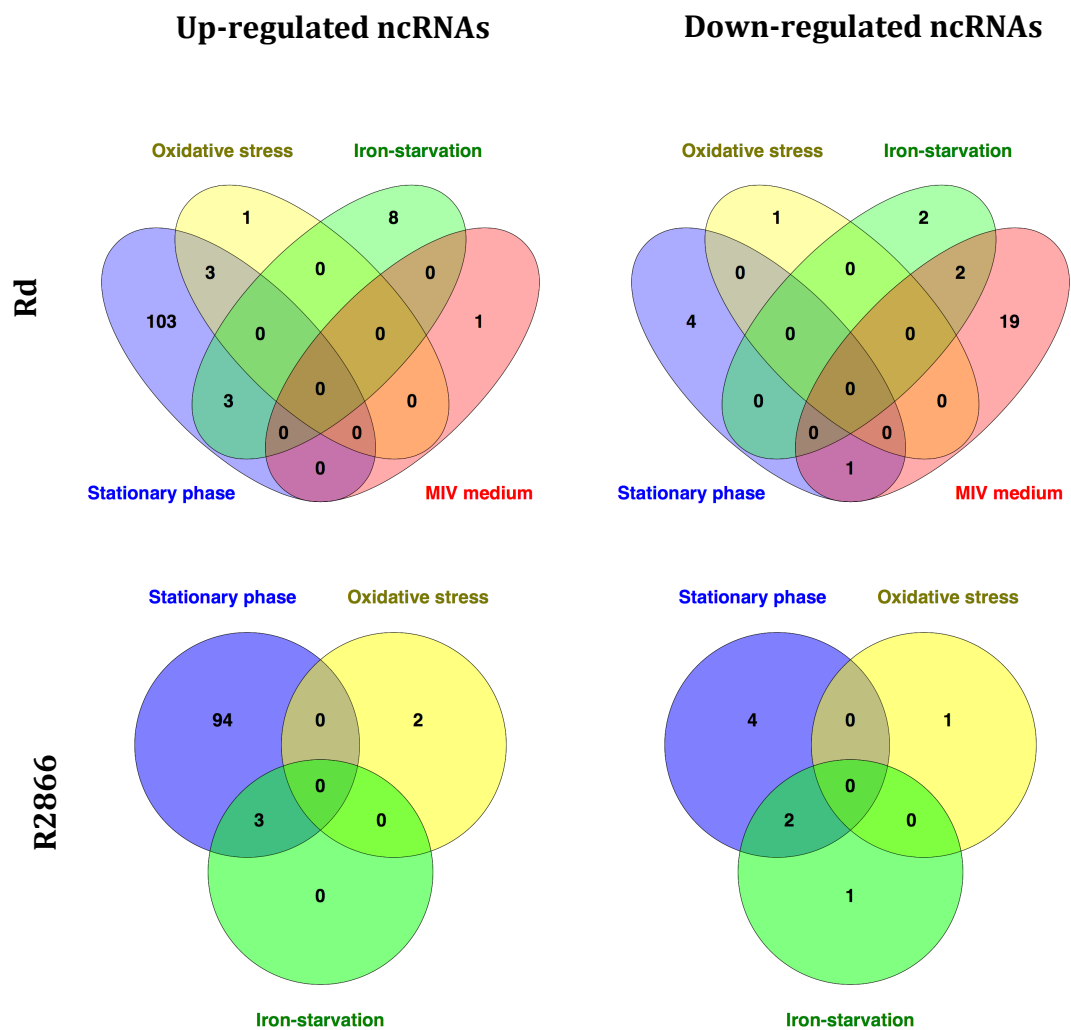 Up-regulated ncRNAs
Down-regulated ncRNAs
Rd
Oxidative stress
Iron-starvation
1
8
3
0
0
103
0
0
1
0
3
0
0
0
0
Stationary phase
MIV medium
Oxidative stress
Iron-starvation
1
2
0
0
2
4
0
0
19
0
0
0
0
0
1
Stationary phase
MIV medium
R2866
Stationary phase
Oxidative stress
94
0
2
0
3
0
0
Iron-starvation
Stationary phase
Oxidative stress
4
0
1
0
2
0
1
Iron-starvation